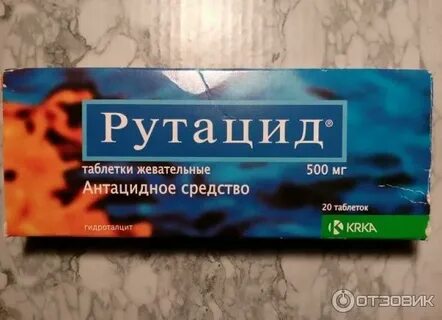 Рутацид®
таблетки жевательные 500 мг
Антацидное средство
20 таблеток
гидроталцит
KRKA
ОТЗОВИК